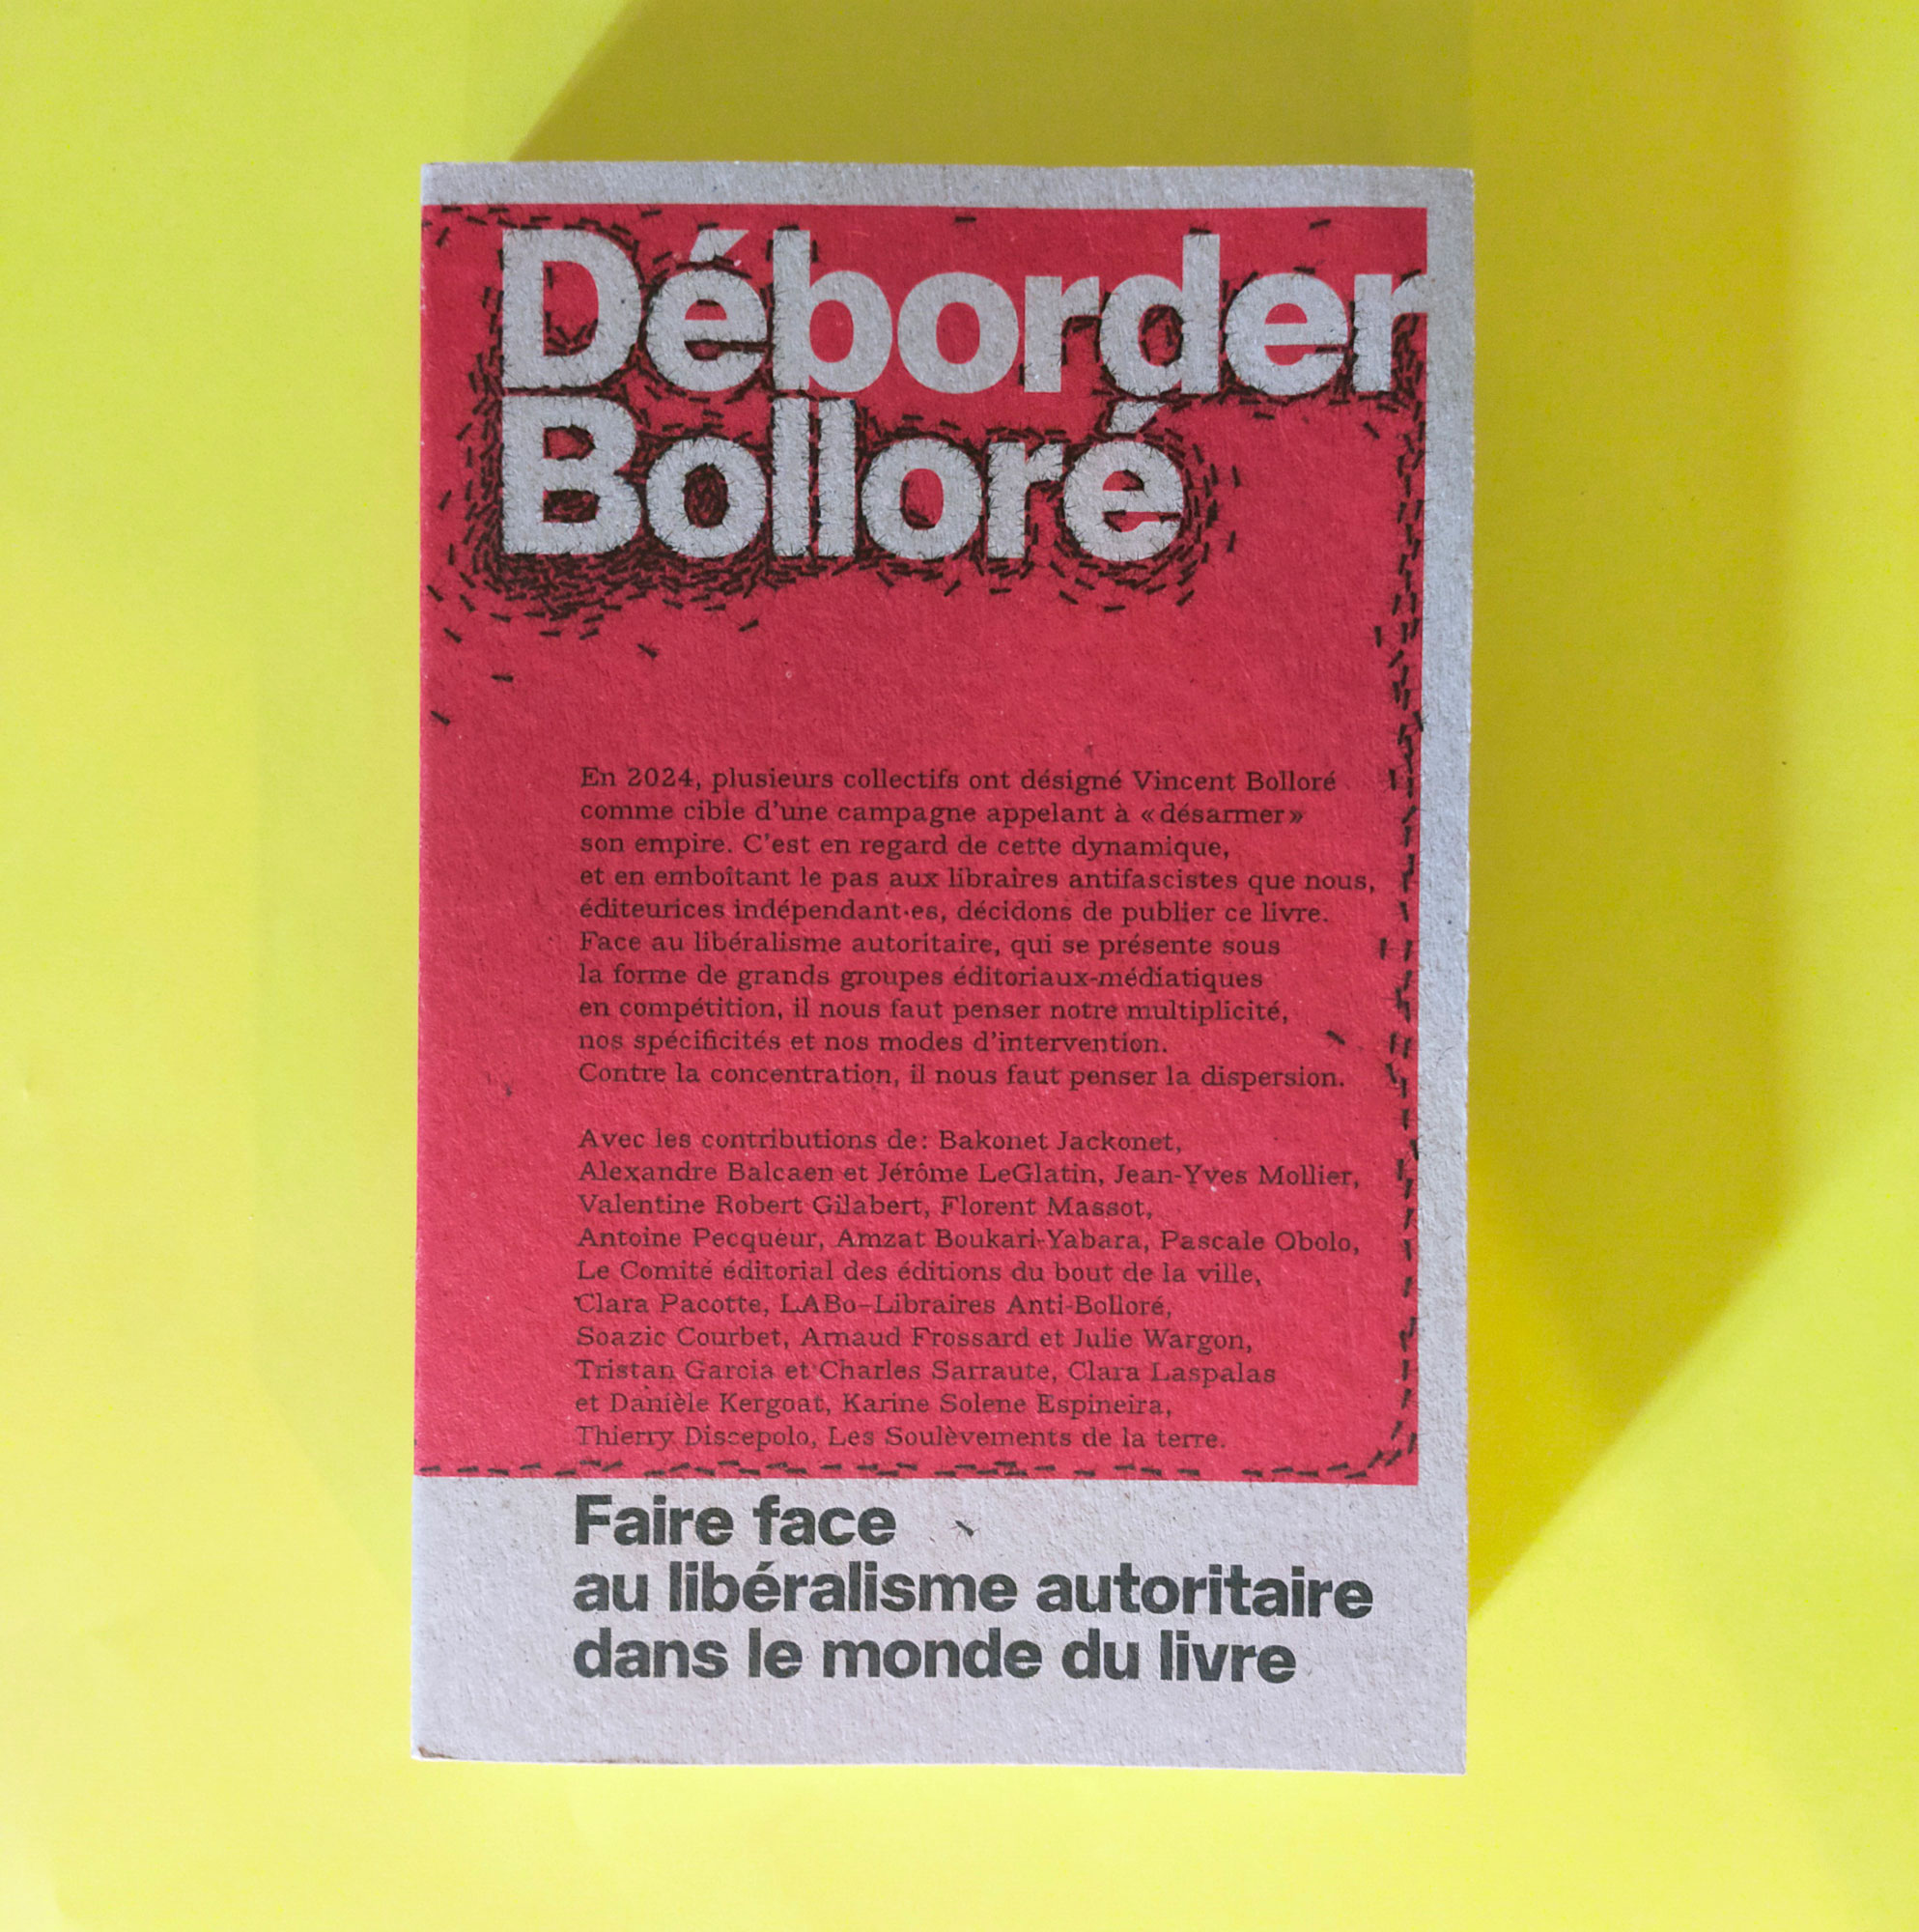 Déborder
Bolloré
En 2024, plusieurs collectifs ont désigné Vincent Bolloré
comme cible d’une campagne appelant à « désarmer »
son empire. C’est en regard de cette dynamique,
et en emboîtant le pas aux libraires antifascistes que nous,
éditeurices indépendant·es, décidons de publier ce livre.
Face au libéralisme autoritaire, qui se présente sous
la forme de grands groupes éditoriaux-médiatiques
en compétition, il nous faut penser notre multiplicité,
nos spécificités et nos modes d’intervention.
Contre la concentration, il nous faut penser la dispersion.
Avec les contributions de : Bakonet Jackonet,
Alexandre Balcaen et Jérôme LeGlatin, Jean-Yves Mollier,
Valentine Robert Gilabert, Florent Massot,
Antoine Pecqueur, Amzat Boukari-Yabara, Pascale Obolo,
Le Comité éditorial des éditions du bout de la ville,
Clara Pacotte, LABo–Libraires Anti-Bolloré,
Soazic Courbet, Arnaud Frossard et Julie Wargon,
Tristan Garcia et Charles Sarraute, Clara Laspalas
et Danièle Kergoat, Karine Solene Espineira,
Thierry Discepolo, Les Soulèvements de la terre.
Faire face
au libéralisme autoritaire
dans le monde du livre